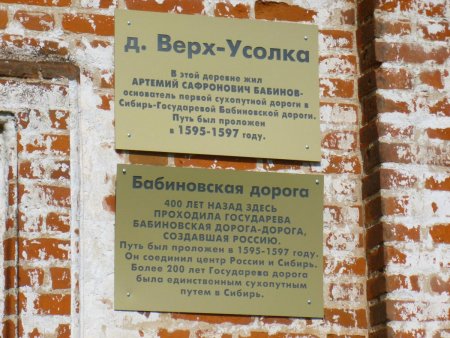 д. Верх-Усолка
В этой деревне жил
АРТЕМИЙ САФРОНОВИЧ БАБИНОВ-
основатель первой сухопутной дороги в
Сибирь-Государевой Бабиновской дороги.
Путь был проложен
в 1595-1597 году.
Бабиновская дорога
400 ЛЕТ НАЗАД ЗДЕСЬ
ПРОХОДИЛА ГОСУДАРЕВА
БАБИНОВСКАЯ ДОРОГА-ДОРОГА,
СОЗДАВШАЯ РОССИЮ.
Путь был проложен в 1595-1597 году.
Он соединил центр России и Сибирь.
Более 200 лет Государева дорога
была единственным сухопутным
путем в Сибирь.